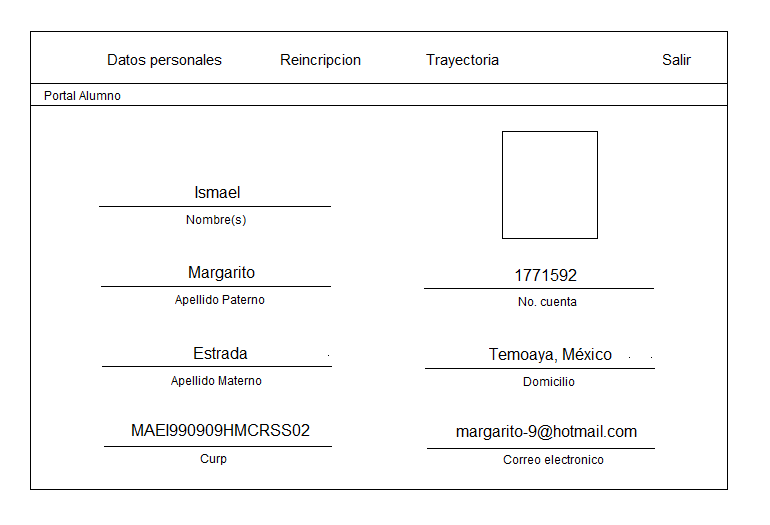 Datos personales Reincripcion Trayectoria Salir
Portal Alumno
Ismael
Nombre(s)
Margarito
Apellido Paterno
1771592
No. cuenta
Estrada
Apellido Materno
Temoaya, México
Domicilio
MAEI990909HMCRSS02
Curp
margarito-9@hotmail.com
Correo electronico